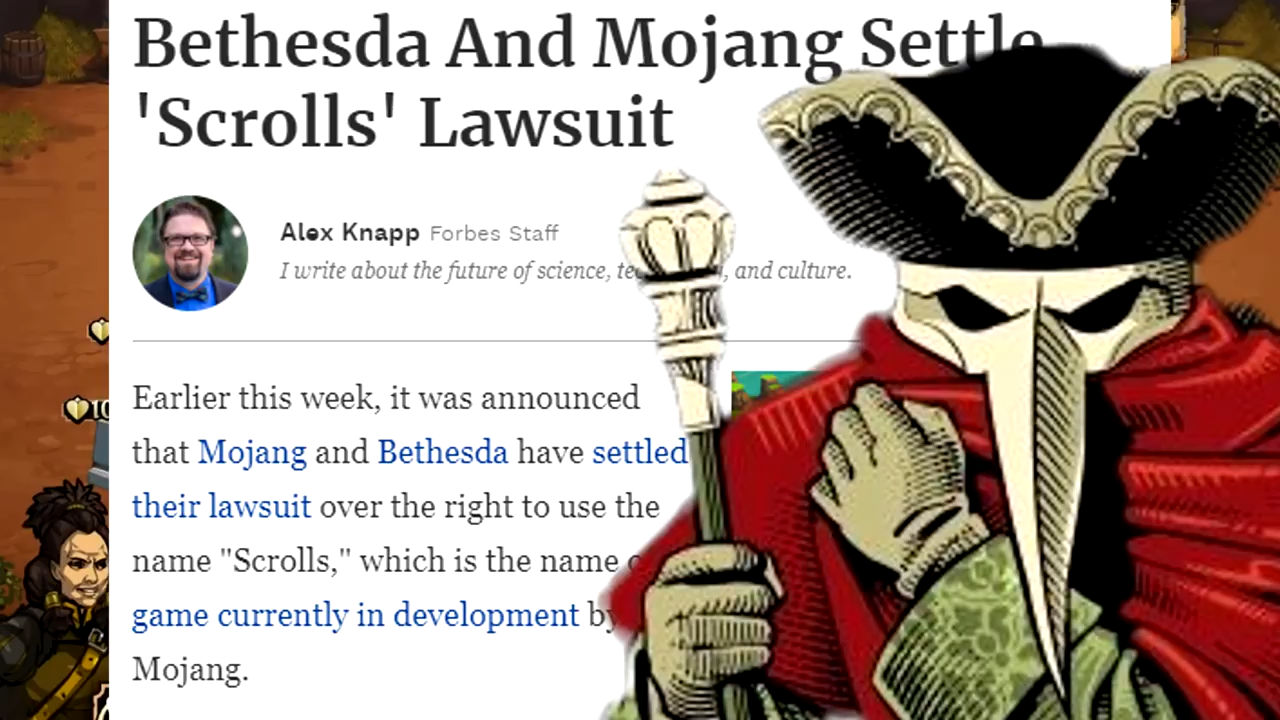 Bethesda And Mojang Settle
'Scrolls' Lawsuit
Alex Knapp Forbes Staff
I write about the future of science, , and culture.
Earlier this week, it was announced
that Mojang and Bethesda have settled
their lawsuit over the right to use the
name "Scrolls," which is the name
game currently in development by
Mojang.
10